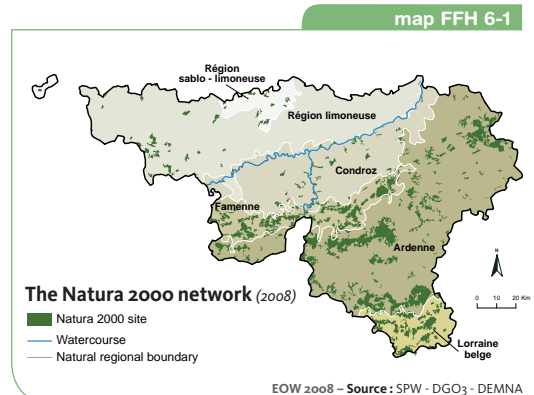 map FFH 6-1
Région
sablo - limoneuse
Région limoneuse
Condroz
Famenne
Ardenne
N
The Natura 2000 network (2008)
0 10 20 Km
Natura 2000 site
Watercourse
Natural regional boundary
Lorraine
belge
EOW 2008 – Source : SPW - DGO3 - DEMNA